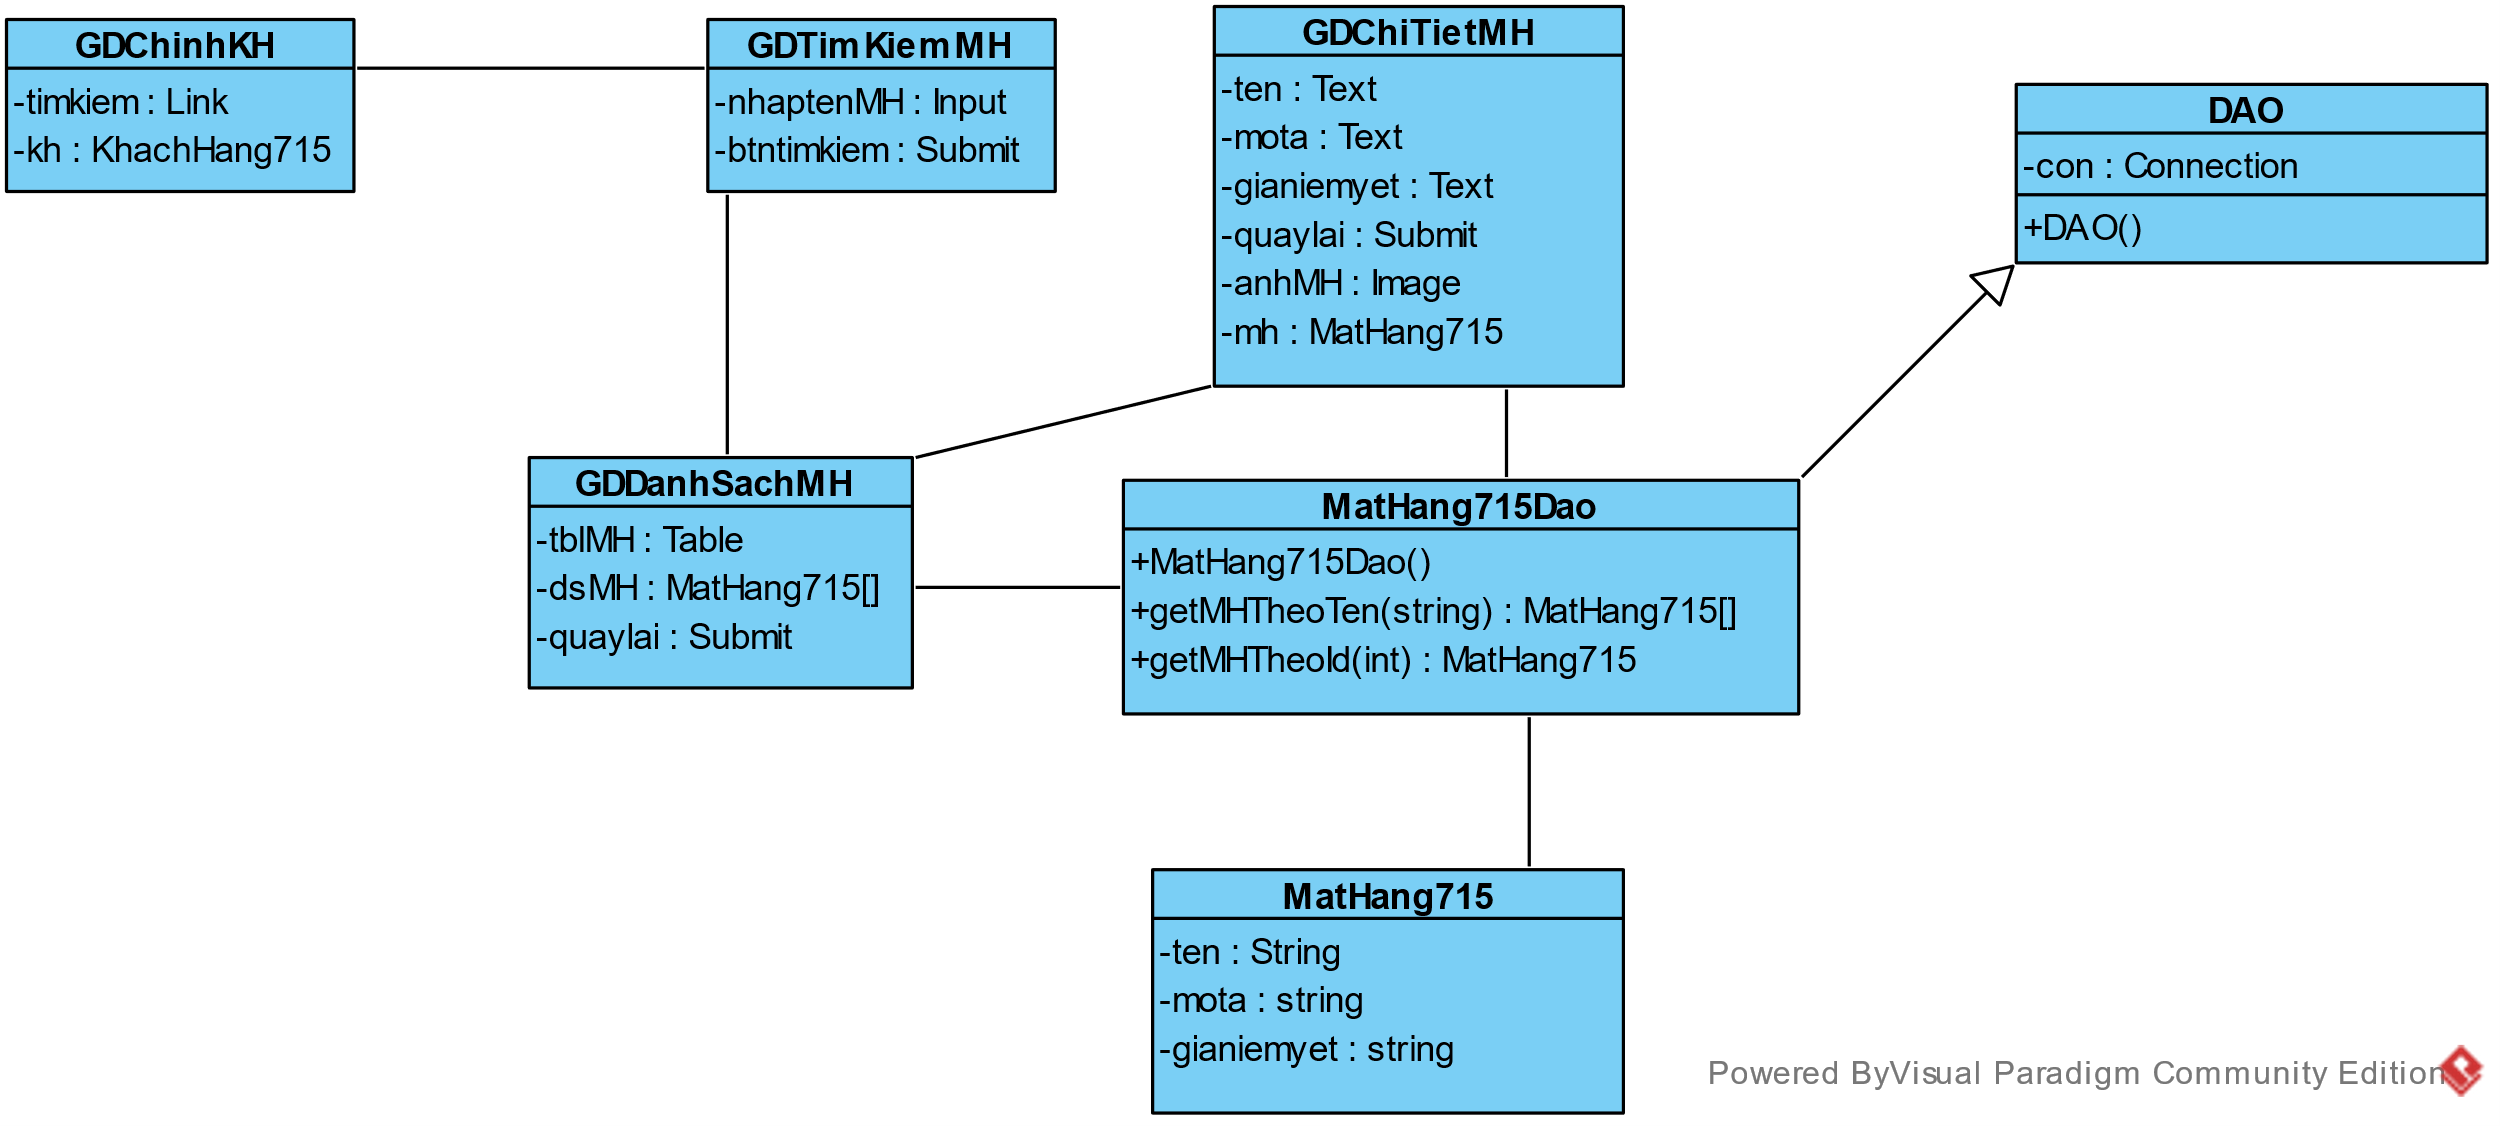 GDChinhKH
-timkiem : Link
-kh : KhachHang715
GDTimKiemMH
-nhaptenMH : Input
-btntimkiem : Submit
GDChiTietMH
-ten : Text
-mota : Text
-gianiemyet : Text
-quaylai : Submit
-anhMH : Image
-mh : MatHang715
DAO
-con : Connection
+DAO()
GDDanhSachMH
-tblMH : Table
-dsMH : MatHang715[]
-quaylai : Submit
MatHang715Dao
+MatHang715Dao()
+getMHTheoTen(string) : MatHang715[]
+getMHTheoId(int) : MatHang715
MatHang715
-ten : String
-mota : string
-gianiemyet : string
Powered ByVisual Paradigm Community Edition